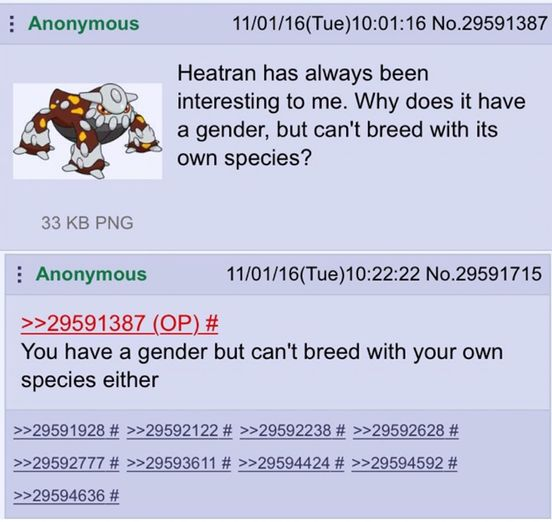 Anonymous 11/01/16(Tue)10:01:16 No.29591387
Heatran has always been
interesting to me. Why does it have
a gender, but can't breed with its
own species?
33 KB PNG
Anonymous 11/01/16(Tue)10:22:22 No.29591715
>>29591387 (OP) #
You have a gender but can't breed with your own
species either
>>29591928 # >>29592122 # >>29592238 # >>29592628 #
>>29592777 # >>29593611 # >>29594424 # >>29594592 #
>>29594636 #